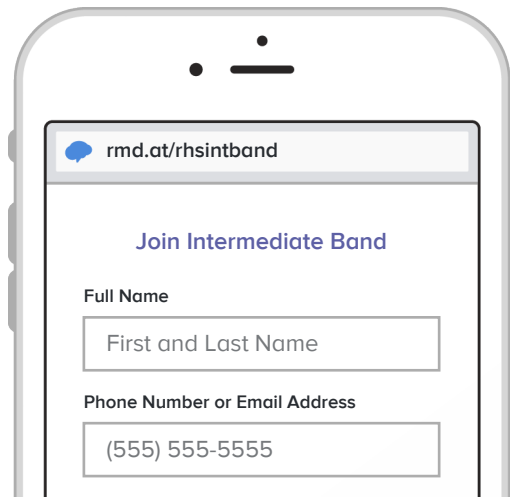 rmd.at/rhsintband
Join Intermediate Band
Full Name
First and Last Name
Phone Number or Email Address
(555) 555-5555